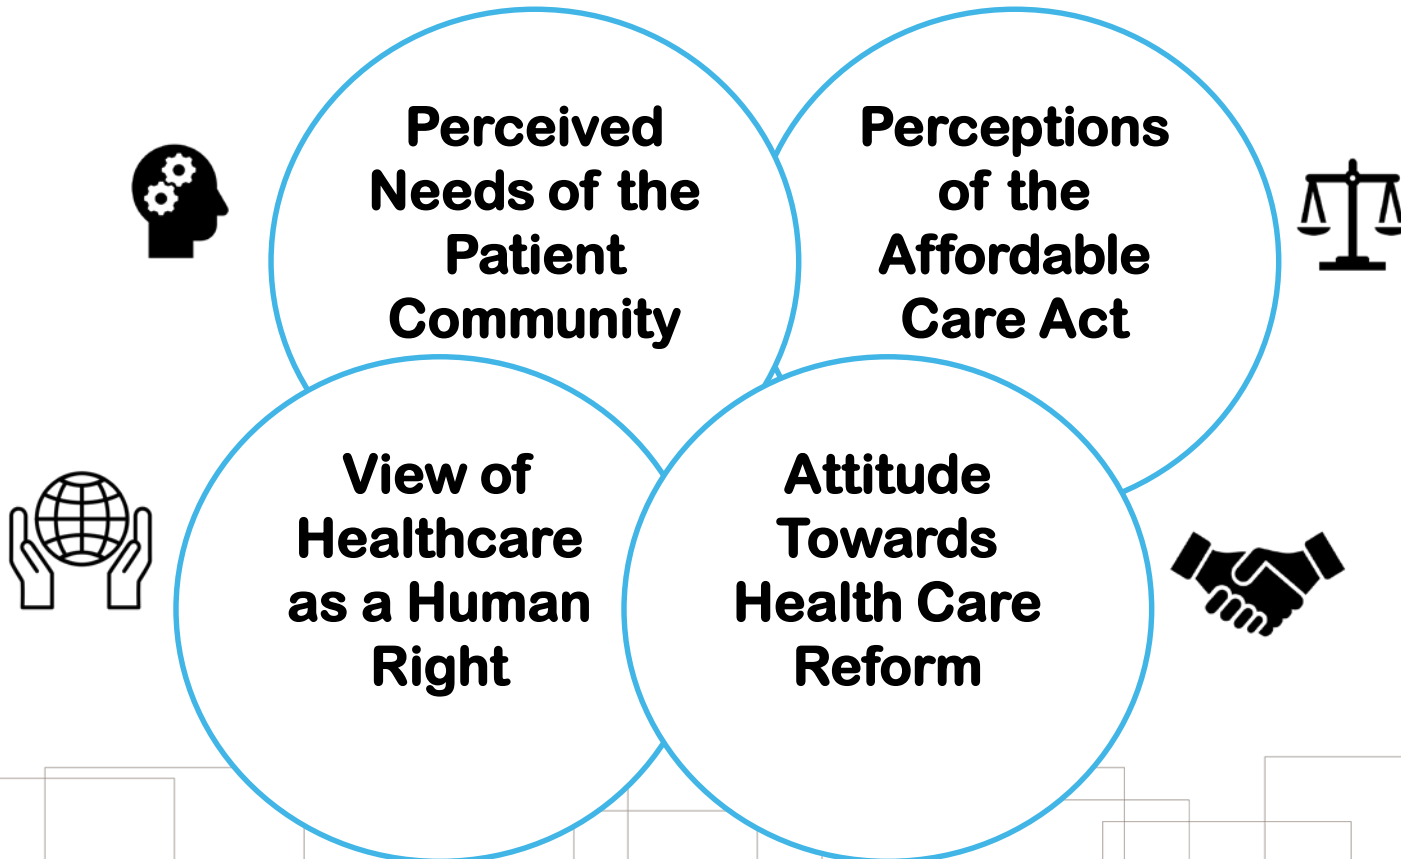 Perceived
Needs of the
Patient
Community
Perceptions
of the
Affordable
Care Act
View of
Healthcare
as a Human
Right
Attitude
Towards
Health Care
Reform